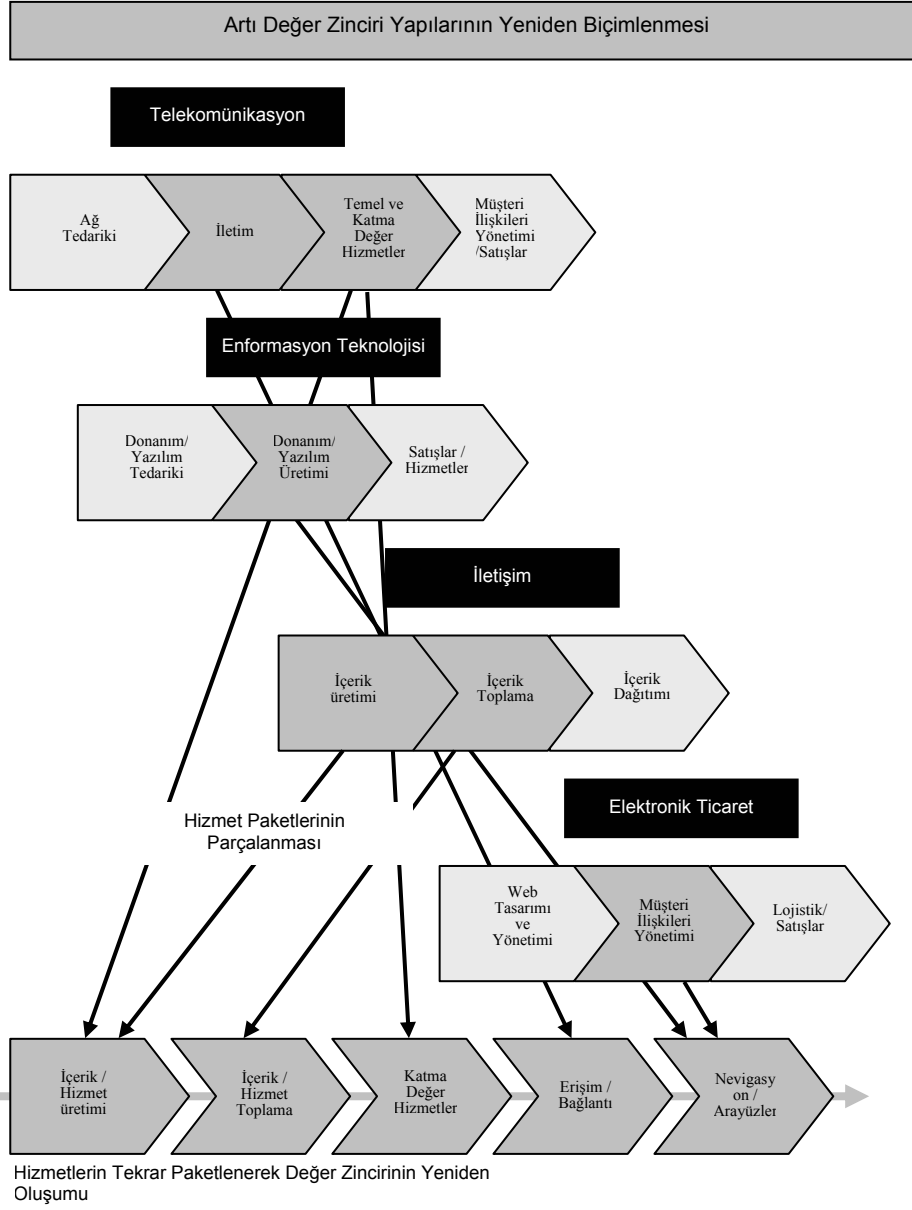 Artı Değer Zinciri Yapılarının Yeniden Biçimlenmesi
Telekomünikasyon
Ağ
Tedariki
İletim
Temel ve
Katma
Değer
Hizmetler
Müşteri
İlişkileri
Yönetimi
/Satışlar
Enformasyon Teknolojisi
Donanım/
Yazılım
Tedariki
Donanım/
Yazılım
Üretimi
Satışlar /
Hizmetler
İletişim
İçerik
üretimi
İçerik
Toplama
İçerik
Dağıtımı
Elektronik Ticaret
Hizmet Paketlerinin
Parçalanması
Web
Tasarımı
ve
Yönetimi
Müşteri
İlişkileri
Yönetimi
Lojistik/
Satışlar
İçerik /
Hizmet
üretimi
İçerik /
Hizmet
Toplama
Katma
Değer
Hizmetler
Erişim /
Bağlantı
Nevigasy
on /
Arayüzler
Hizmetlerin Tekrar Paketlenerek Değer Zincirinin Yeniden
Oluşumu